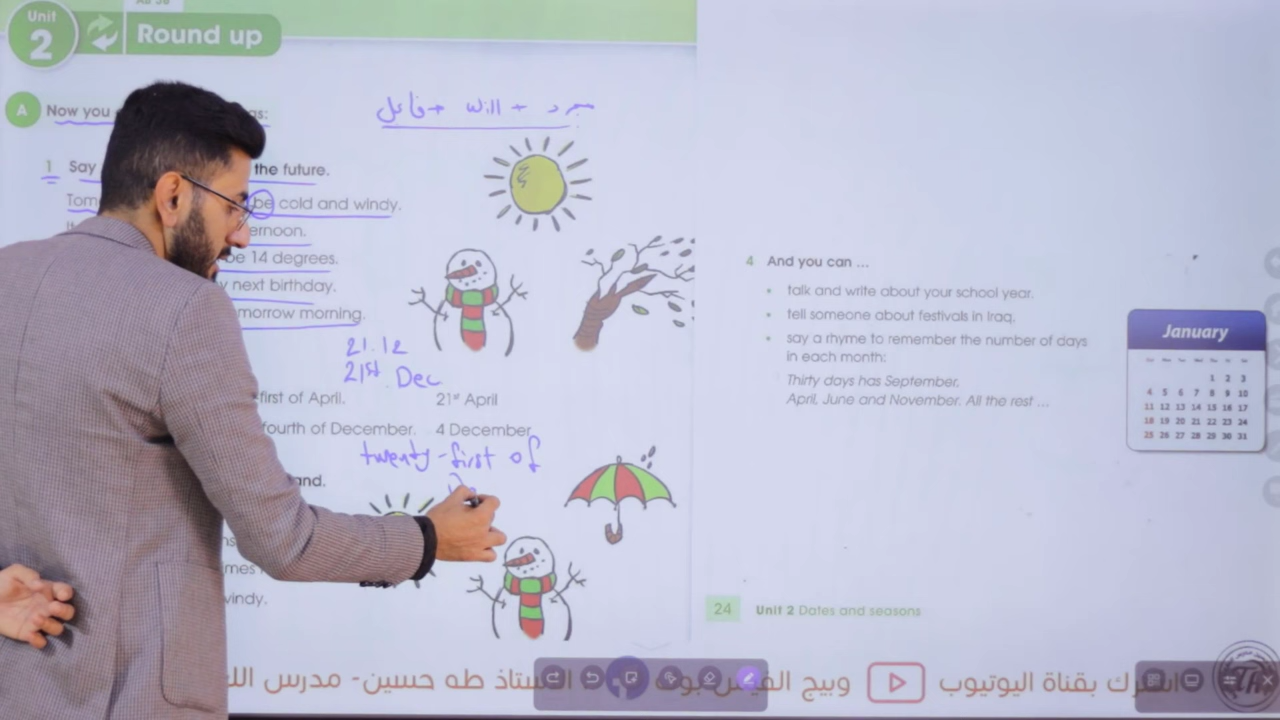 Unit
2
Round up
A Now you
as:
فاعل + will + مجرد
1 Say
the future.
Tom
be cold and windy.
ernoon.
be 14 degrees.
next birthday.
morrow morning.
21.12
21st Dec
first of April. 21st April
fourth of December. 4 December
twenty-first of
and.
windy.
4 And you can ...
• talk and write about your school year.
• tell someone about festivals in Iraq.
• say a rhyme to remember the number of days
in each month:
Thirty days has September,
April, June and November. All the rest ...
January
1 2 3
4 5 6 7 8 9 10
11 12 13 14 15 16 17
18 19 20 21 22 23 24
25 26 27 28 29 30 31
24 Unit 2 Dates and seasons
اشترك بقناة اليوتيوب وبيج الفيس بوك
الاستاذ طه حسين- مدرس الل